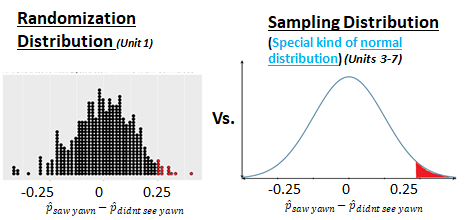 Randomization
Distribution (Unit 1)
-0.25 0 0.25
p̂saw yawn − p̂didnt see yawn
Vs.
Sampling Distribution
(Special kind of normal
distribution) (Units 3-7)
-0.25 0 0.25
p̂saw yawn − p̂didnt see yawn